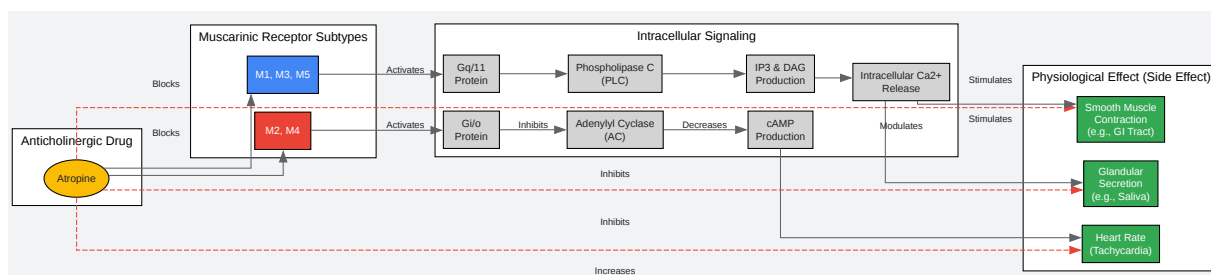 Muscarinic Receptor Subtypes
Intracellular Signaling
M1, M3, M5
Activates
Gq/11
Protein
Phospholipase C
(PLC)
IP3 & DAG
Production
Intracellular Ca2+
Release
Stimulates
Physiological Effect (Side Effect)
Blocks
Smooth Muscle
Contraction
(e.g., GI Tract)
Blocks
M2, M4
Activates
Gi/o
Protein
Inhibits
Adenylyl Cyclase
(AC)
Decreases
cAMP
Production
Modulates
Stimulates
Anticholinergic Drug
Atropine
Inhibits
Glandular
Secretion
(e.g., Saliva)
Inhibits
Heart Rate
(Tachycardia)
Increases